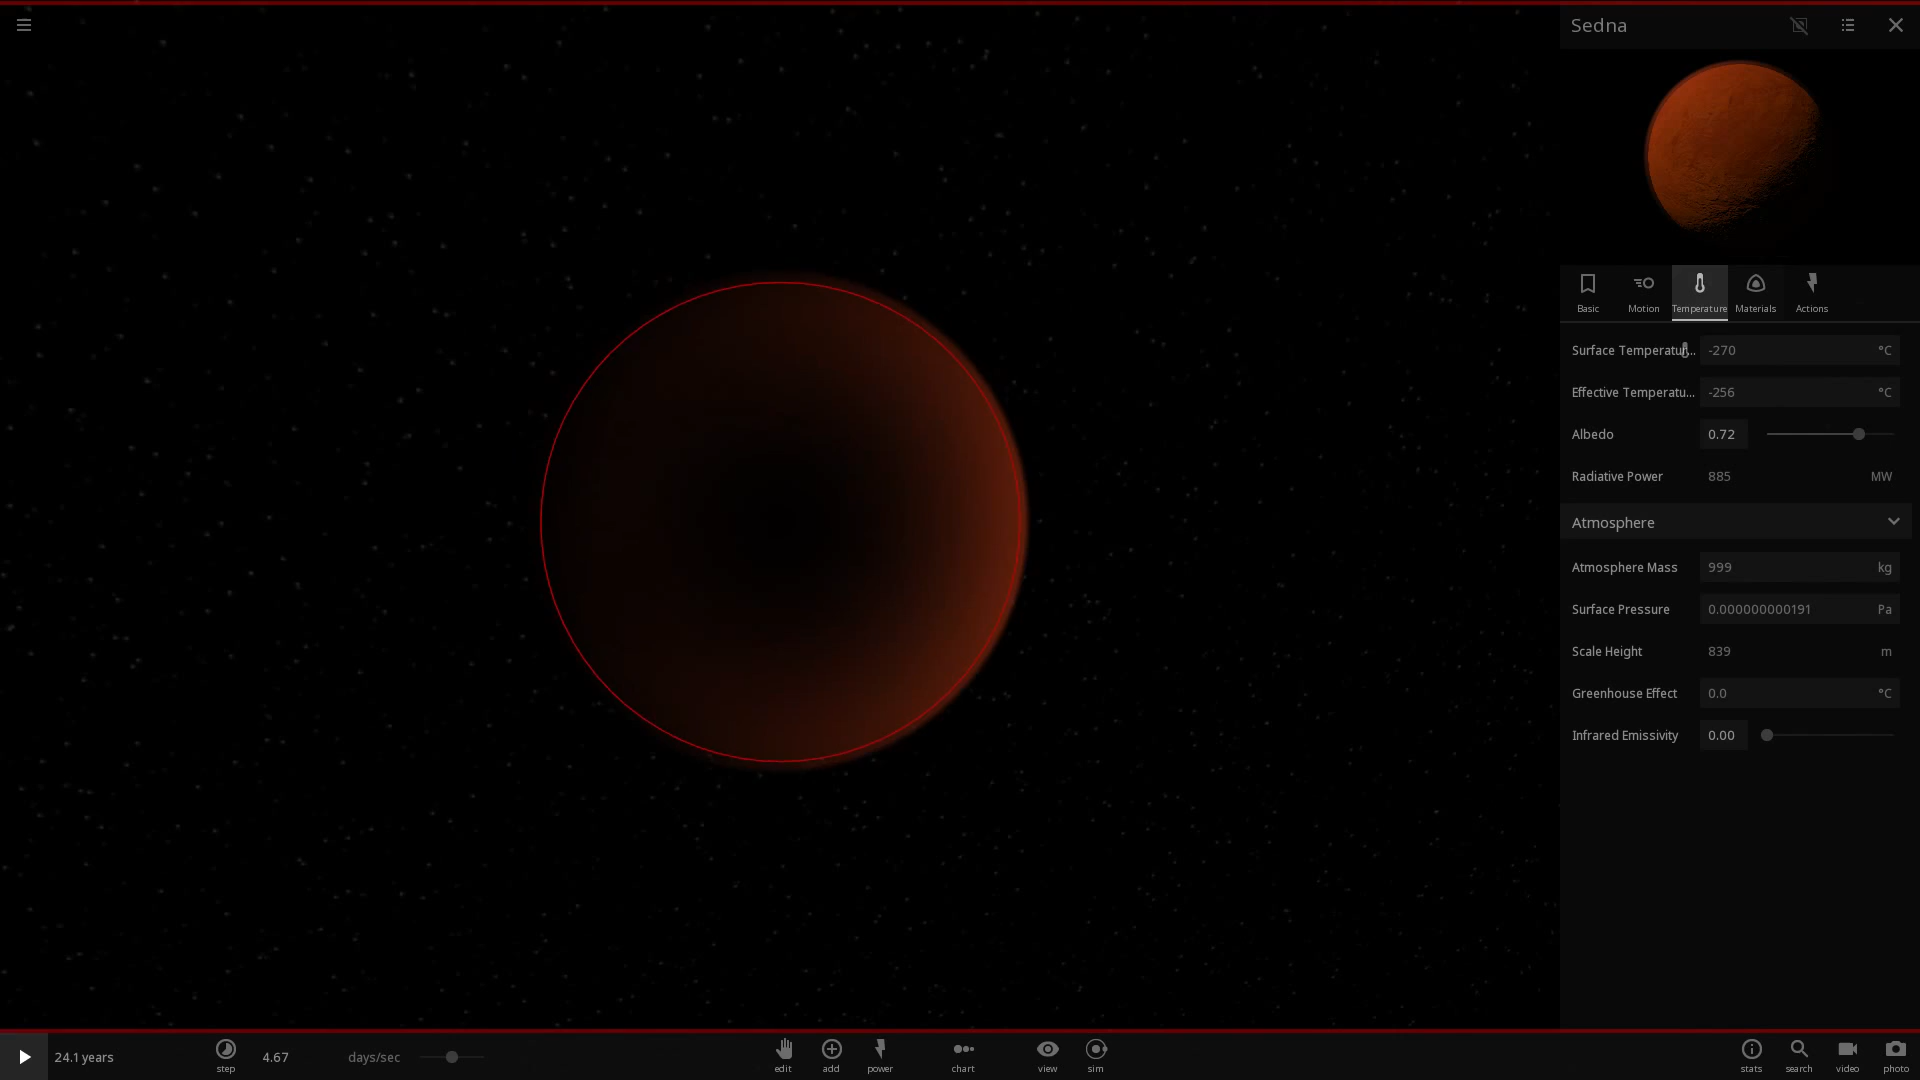 Sedna
Basic Motion Temperature Materials Actions
Surface Temperatur... -270 °C
Effective Temperatu... -256 °C
Albedo 0.72
Radiative Power 885 MW
Atmosphere
Atmosphere Mass 999 kg
Surface Pressure 0.000000000191 Pa
Scale Height 839 m
Greenhouse Effect 0.0 °C
Infrared Emissivity 0.00
24.1 years step 4.67 days/sec edit add power chart view sim stats search video photo